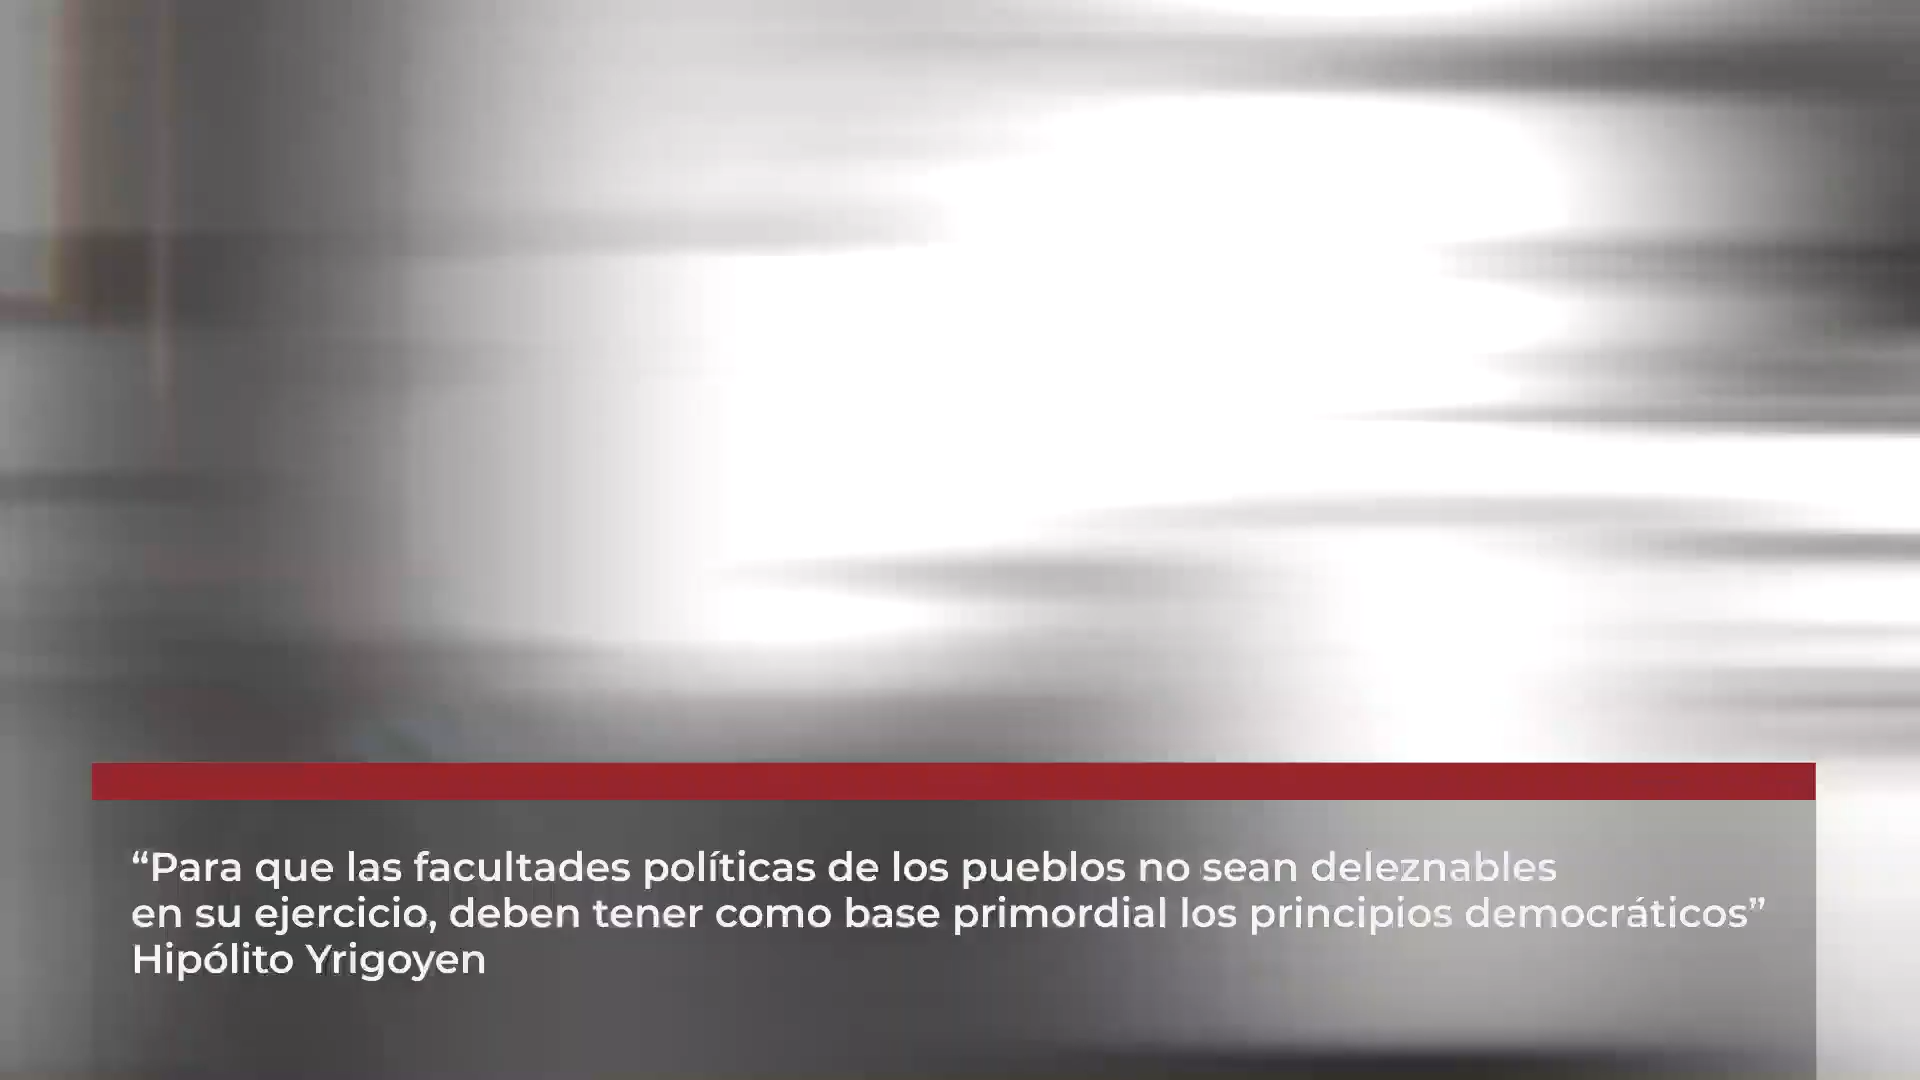 “Para que las facultades políticas de los pueblos no sean deleznables
en su ejercicio, deben tener como base primordial los principios democráticos”
Hipólito Yrigoyen